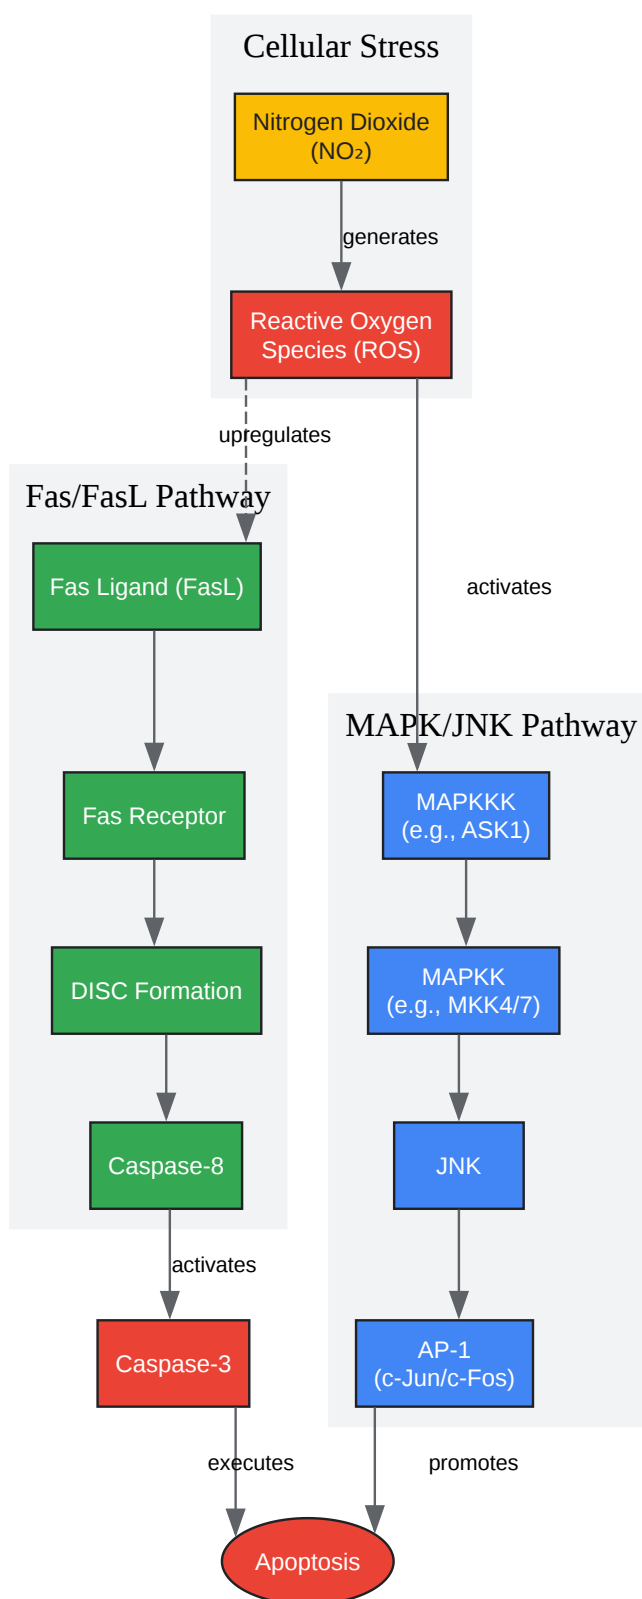 Cellular Stress
Nitrogen Dioxide
(NO₂)
generates
Reactive Oxygen
Species (ROS)
upregulates
Fas/FasL Pathway
Fas Ligand (FasL)
activates
MAPK/JNK Pathway
Fas Receptor
MAPKKK
(e.g., ASK1)
DISC Formation
MAPKK
(e.g., MKK4/7)
Caspase-8
JNK
activates
Caspase-3
AP-1
(c-Jun/c-Fos)
executes
promotes
Apoptosis